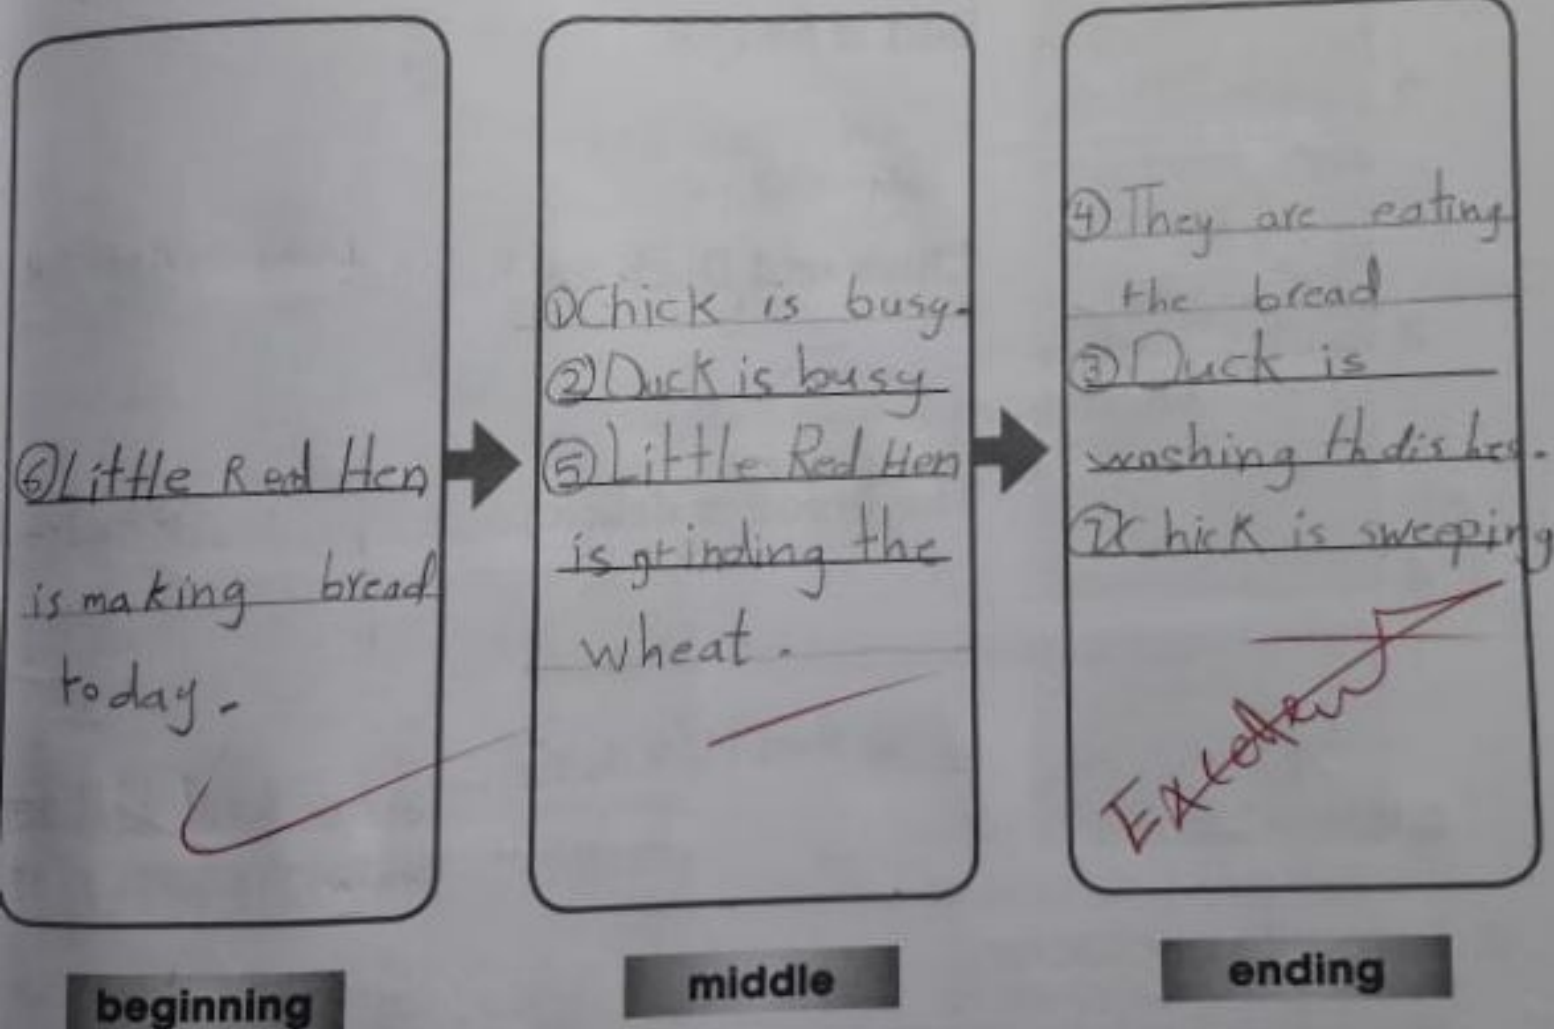 ⑥Little Red Hen
is making bread
today.
①Chick is busy.
②Duck is busy
⑤Little Red Hen
is grinding the
wheat.
④They are eating
the bread
③Duck is
washing th dishes.
⑦Chick is sweeping
Excellent
beginning
middle
ending